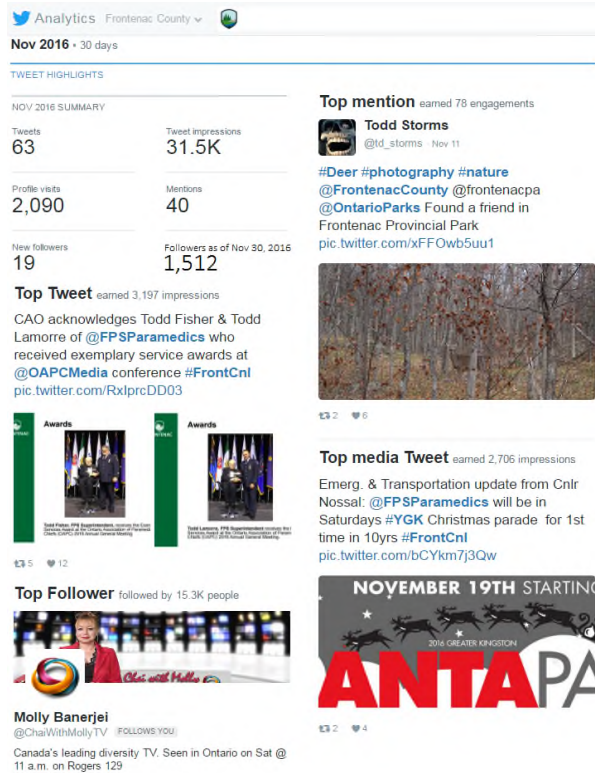 Analytics Frontenac County
Nov 2016 • 30 days
TWEET HIGHLIGHTS
NOV 2016 SUMMARY
Tweets
63
Tweet impressions
31.5K
Profile visits
2,090
Mentions
40
New followers
19
Followers as of Nov 30, 2016
1,512
Top Tweet earned 3,197 impressions
CAO acknowledges Todd Fisher & Todd
Lamorre of @FPSParamedics who
received exemplary service awards at
@OAPCMedia conference #FrontCnl
pic.twitter.com/RxlprcDD03
Awards
Awards
5 12
Top Follower followed by 15.3K people
Chai with Molly
Molly Banerjei
@ChaiWithMollyTV FOLLOWS YOU
Canada's leading diversity TV. Seen in Ontario on Sat @
11 a.m. on Rogers 129
Top mention earned 78 engagements
Todd Storms
@td_storms · Nov 11
#Deer #photography #nature
@FrontenacCounty @frontenacpa
@OntarioParks Found a friend in
Frontenac Provincial Park
pic.twitter.com/xFFOwb5uu1
2 6
Top media Tweet earned 2,706 impressions
Emerg. & Transportation update from Cnlr
Nossal: @FPSParamedics will be in
Saturdays #YGK Christmas parade for 1st
time in 10yrs #FrontCnl
pic.twitter.com/bCYkm7j3Qw
NOVEMBER 19TH STARTING
2016 GREATER KINGSTON
ANTA PA
2 4